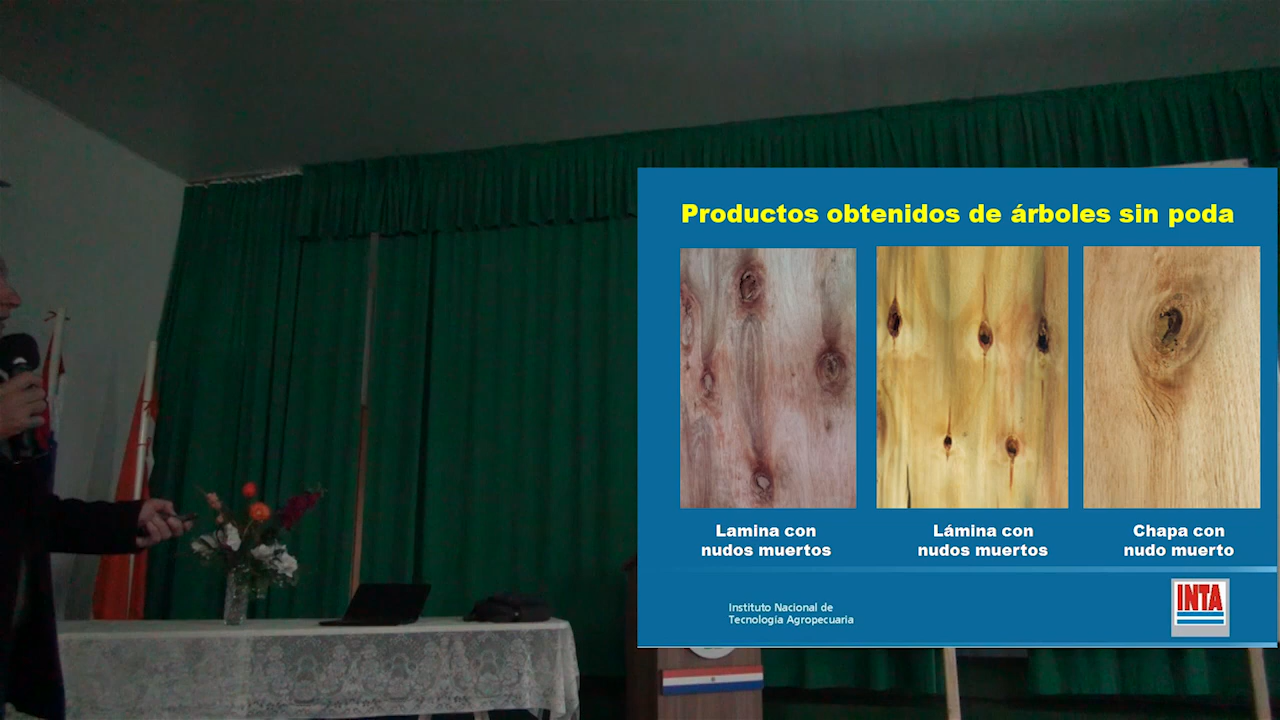 Productos obtenidos de árboles sin poda
Lamina con
nudos muertos
Lámina con
nudos muertos
Chapa con
nudo muerto
Instituto Nacional de
Tecnología Agropecuaria
INTA